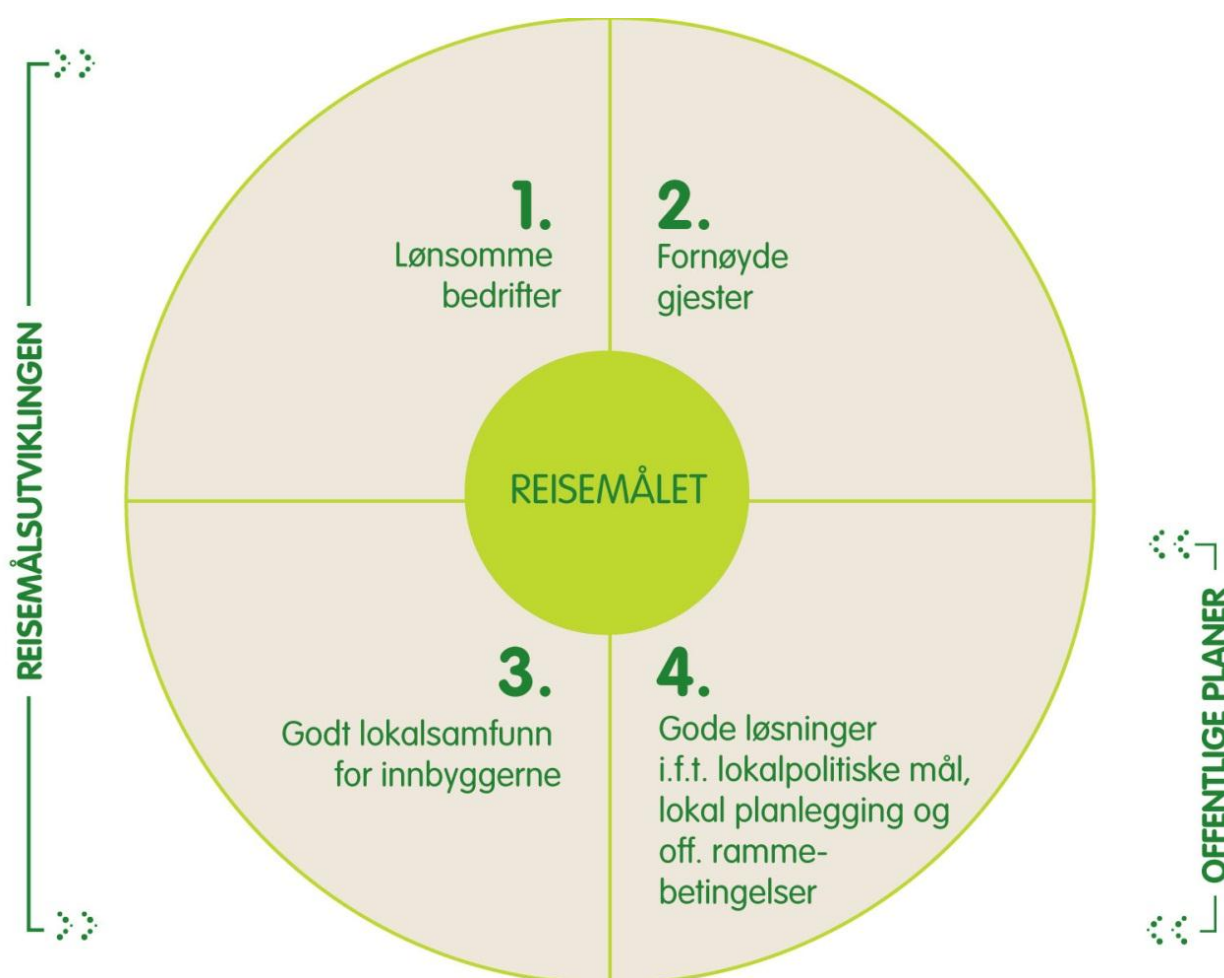 REISEMÅLSUTVIKLINGEN
1.
Lønsomme
bedrifter
2.
Fornøyde
gjester
REISEMÅLET
3.
Godt lokalsamfunn
for innbyggerne
4.
Gode løsninger
i.f.t. lokalpolitiske mål,
lokal planlegging og
off. ramme-
betingelser
OFFENTLIGE PLANER